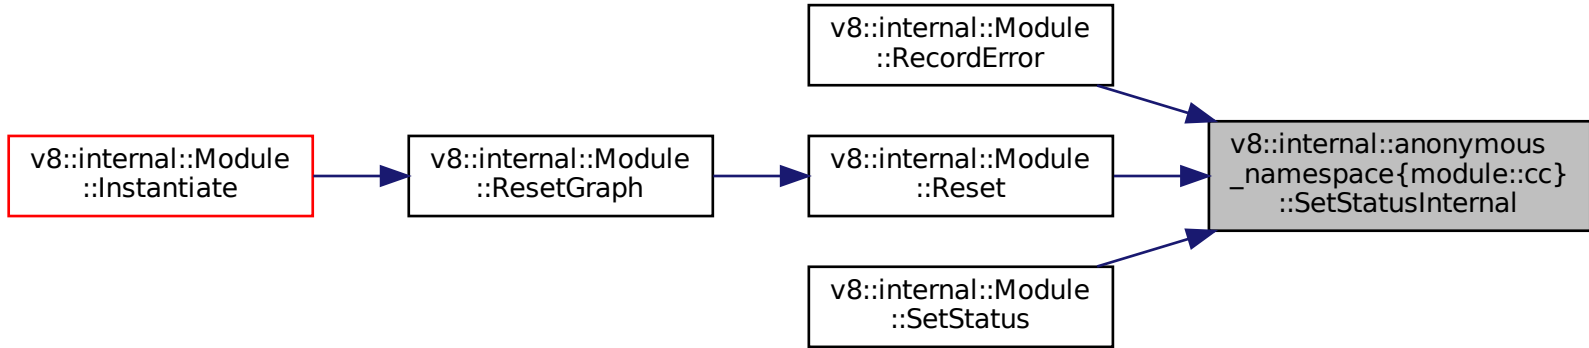 v8::internal::Module
::RecordError
v8::internal::Module
::Instantiate
v8::internal::Module
::ResetGraph
v8::internal::Module
::Reset
v8::internal::anonymous
_namespace{module::cc}
::SetStatusInternal
v8::internal::Module
::SetStatus